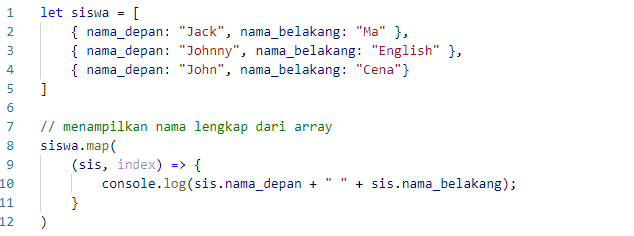 1 let siswa = [
2     { nama_depan: "Jack", nama_belakang: "Ma" },
3     { nama_depan: "Johnny", nama_belakang: "English" },
4     { nama_depan: "John", nama_belakang: "Cena"}
5 ]
6
7 // menampilkan nama lengkap dari array
8 siswa.map(
9     (sis, index) => {
10         console.log(sis.nama_depan + " " + sis.nama_belakang);
11     }
12 )